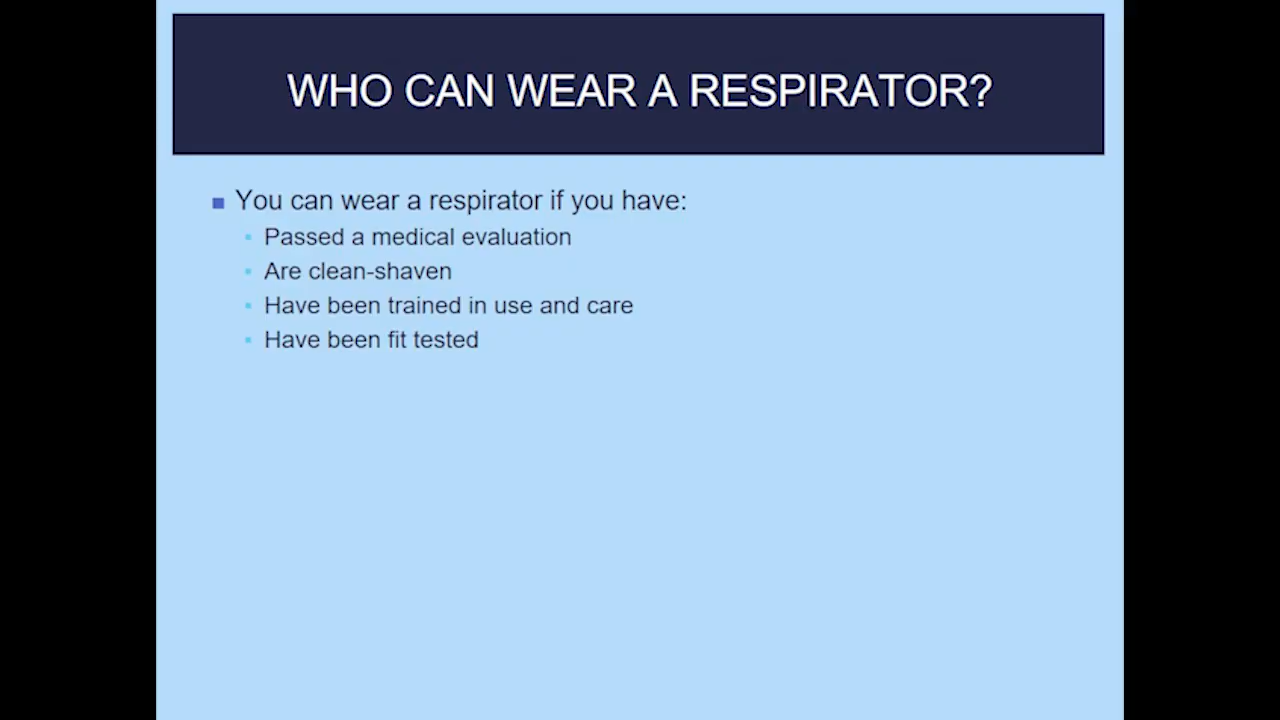 WHO CAN WEAR A RESPIRATOR?
You can wear a respirator if you have:
Passed a medical evaluation
Are clean-shaven
Have been trained in use and care
Have been fit tested